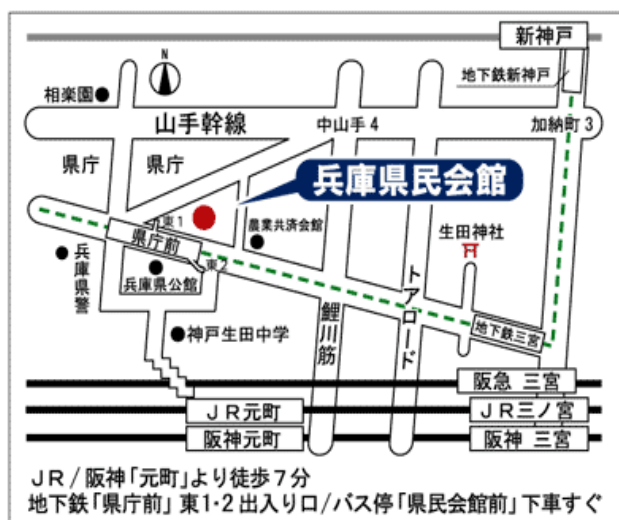 新神戸
地下鉄新神戸
N
相楽園
山手幹線
中山手4
加納町3
県庁
県庁
兵庫県民会館
東1
農業共済会館
生田神社
県庁前
東2
兵庫県警
兵庫県公館
トアロード
鯉川筋
地下鉄三宮
神戸生田中学
阪急 三宮
JR元町
JR三ノ宮
阪神元町
阪神 三宮
JR/阪神「元町」より徒歩7分
地下鉄「県庁前」東1・2出入り口/バス停「県民会館前」下車すぐ